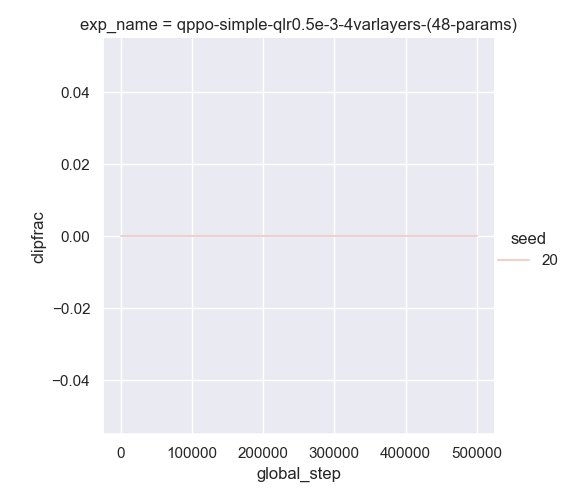 exp_name = qppo-simple-qlr0.5e-3-4varlayers-(48-params)
0.04
0.02
0.00
−0.02
−0.04
clipfrac
0 100000 200000 300000 400000 500000
global_step
seed
20